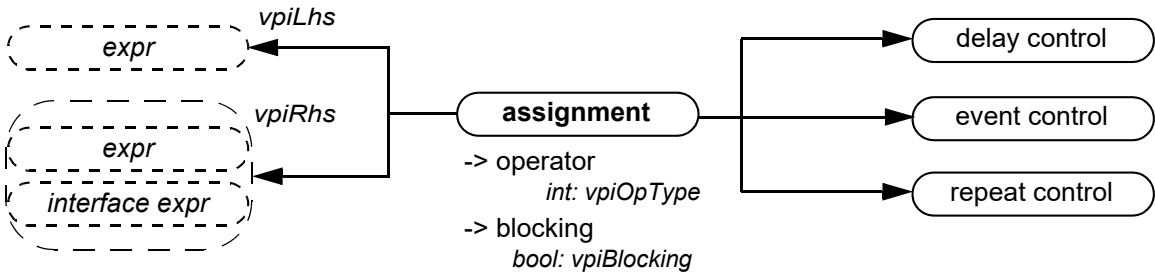 vpiLhs
expr
vpiRhs
expr
interface expr
assignment
-> operator
int: vpiOpType
-> blocking
bool: vpiBlocking
delay control
event control
repeat control